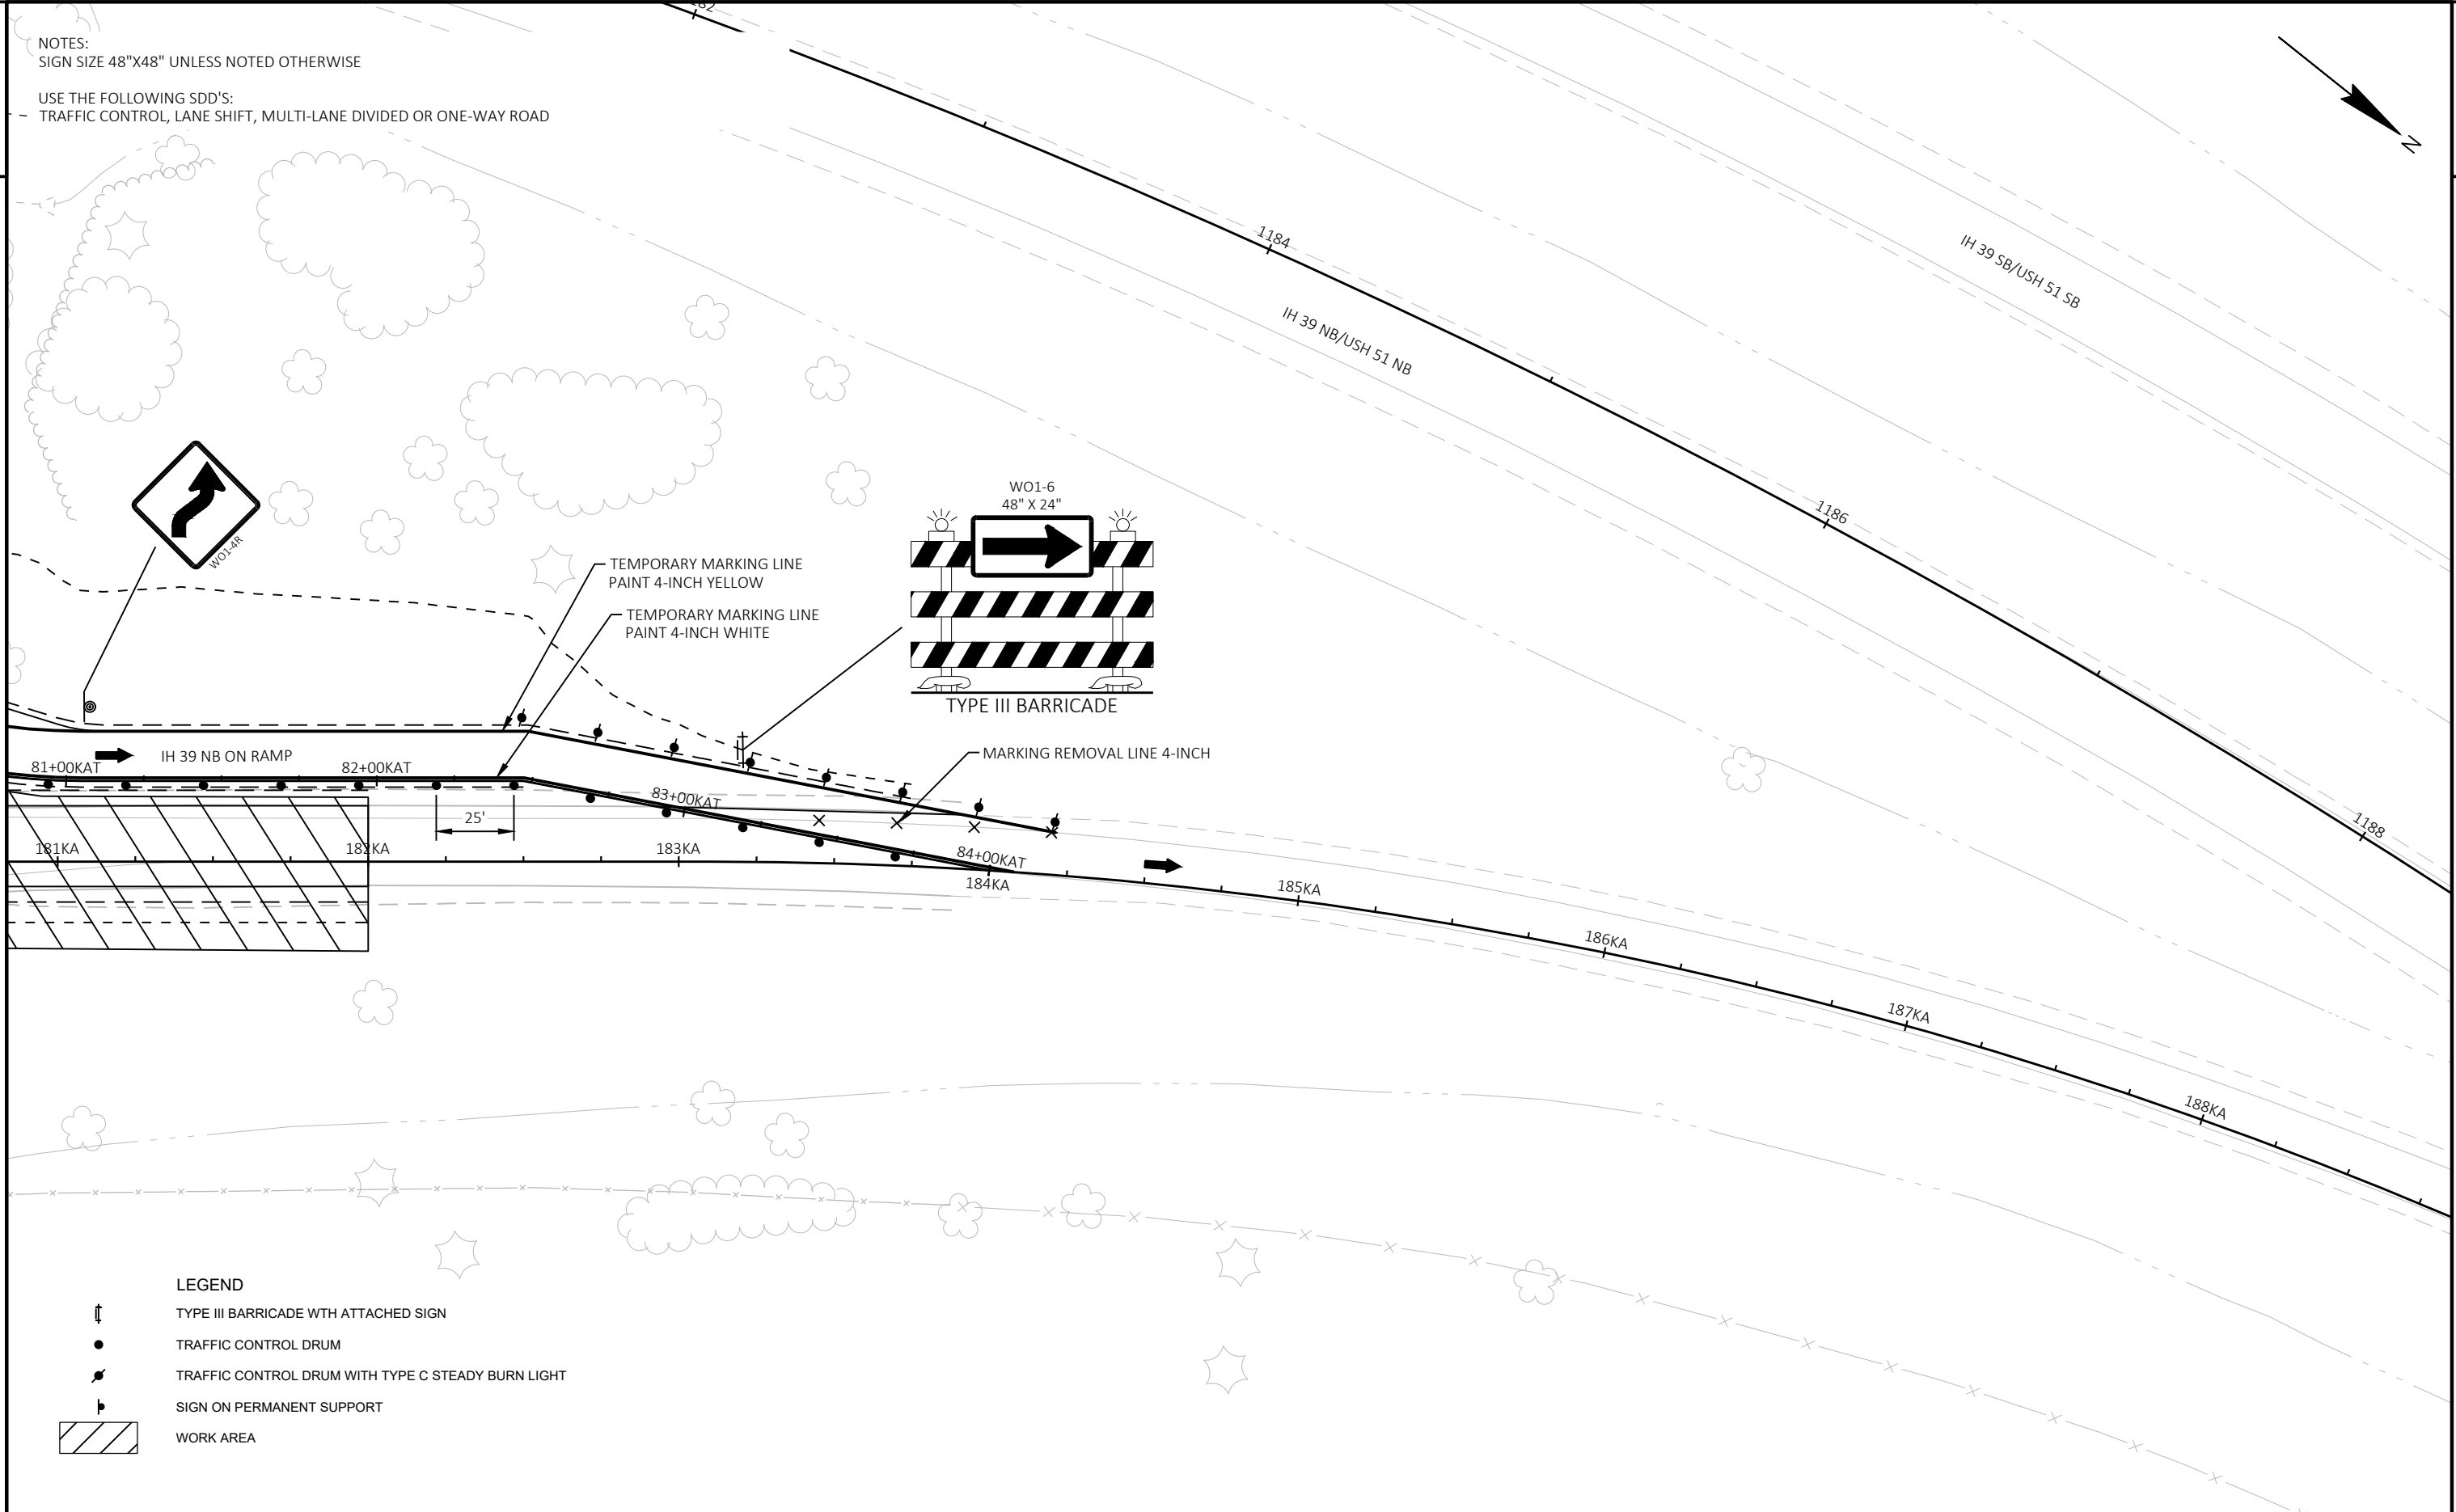 NOTES:
SIGN SIZE 48"X48" UNLESS NOTED OTHERWISE
USE THE FOLLOWING SDD'S:
TRAFFIC CONTROL, LANE SHIFT, MULTI-LANE DIVIDED OR ONE-WAY ROAD
N
1184
IH 39 SB/USH 51 SB
IH 39 NB/USH 51 NB
1186
1188
WO1-4R
WO1-6
48" X 24"
TYPE III BARRICADE
TEMPORARY MARKING LINE
PAINT 4-INCH YELLOW
TEMPORARY MARKING LINE
PAINT 4-INCH WHITE
MARKING REMOVAL LINE 4-INCH
IH 39 NB ON RAMP
81+00KAT
82+00KAT
83+00KAT
84+00KAT
25'
181KA
182KA
183KA
184KA
185KA
186KA
187KA
188KA
LEGEND
TYPE III BARRICADE WTH ATTACHED SIGN
TRAFFIC CONTROL DRUM
TRAFFIC CONTROL DRUM WITH TYPE C STEADY BURN LIGHT
SIGN ON PERMANENT SUPPORT
WORK AREA